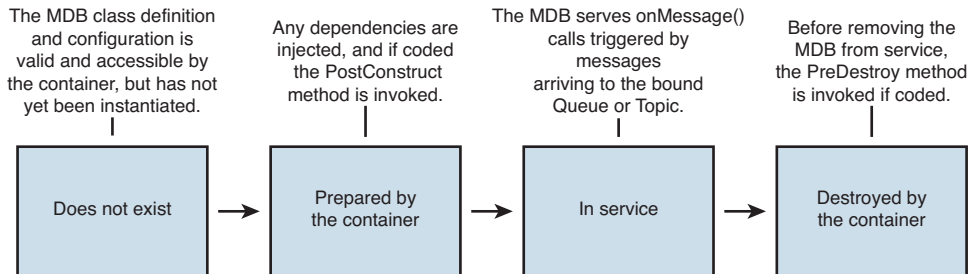 The MDB class definition
and configuration is
valid and accessible by
the container, but has not
yet been instantiated.
Any dependencies are
injected, and if coded
the PostConstruct
method is invoked.
The MDB serves onMessage()
calls triggered by
messages
arriving to the bound
Queue or Topic.
Before removing the
MDB from service,
the PreDestroy method
is invoked if coded.
Does not exist
Prepared by
the container
In service
Destroyed by
the container